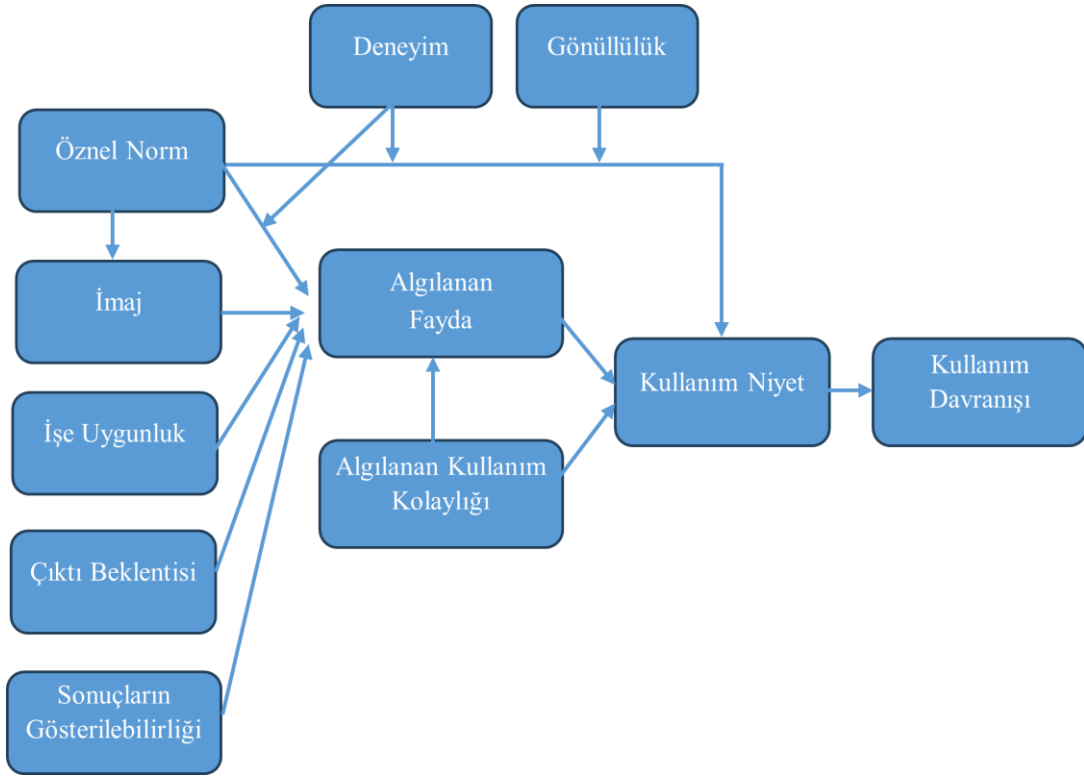 Deneyim
Gönüllülük
Öznel Norm
İmaj
Algılanan
Fayda
Kullanım Niyet
Kullanım
Davranışı
İşe Uygunluk
Algılanan Kullanım
Kolaylığı
Çıktı Beklentisi
Sonuçların
Gösterilebilirliği